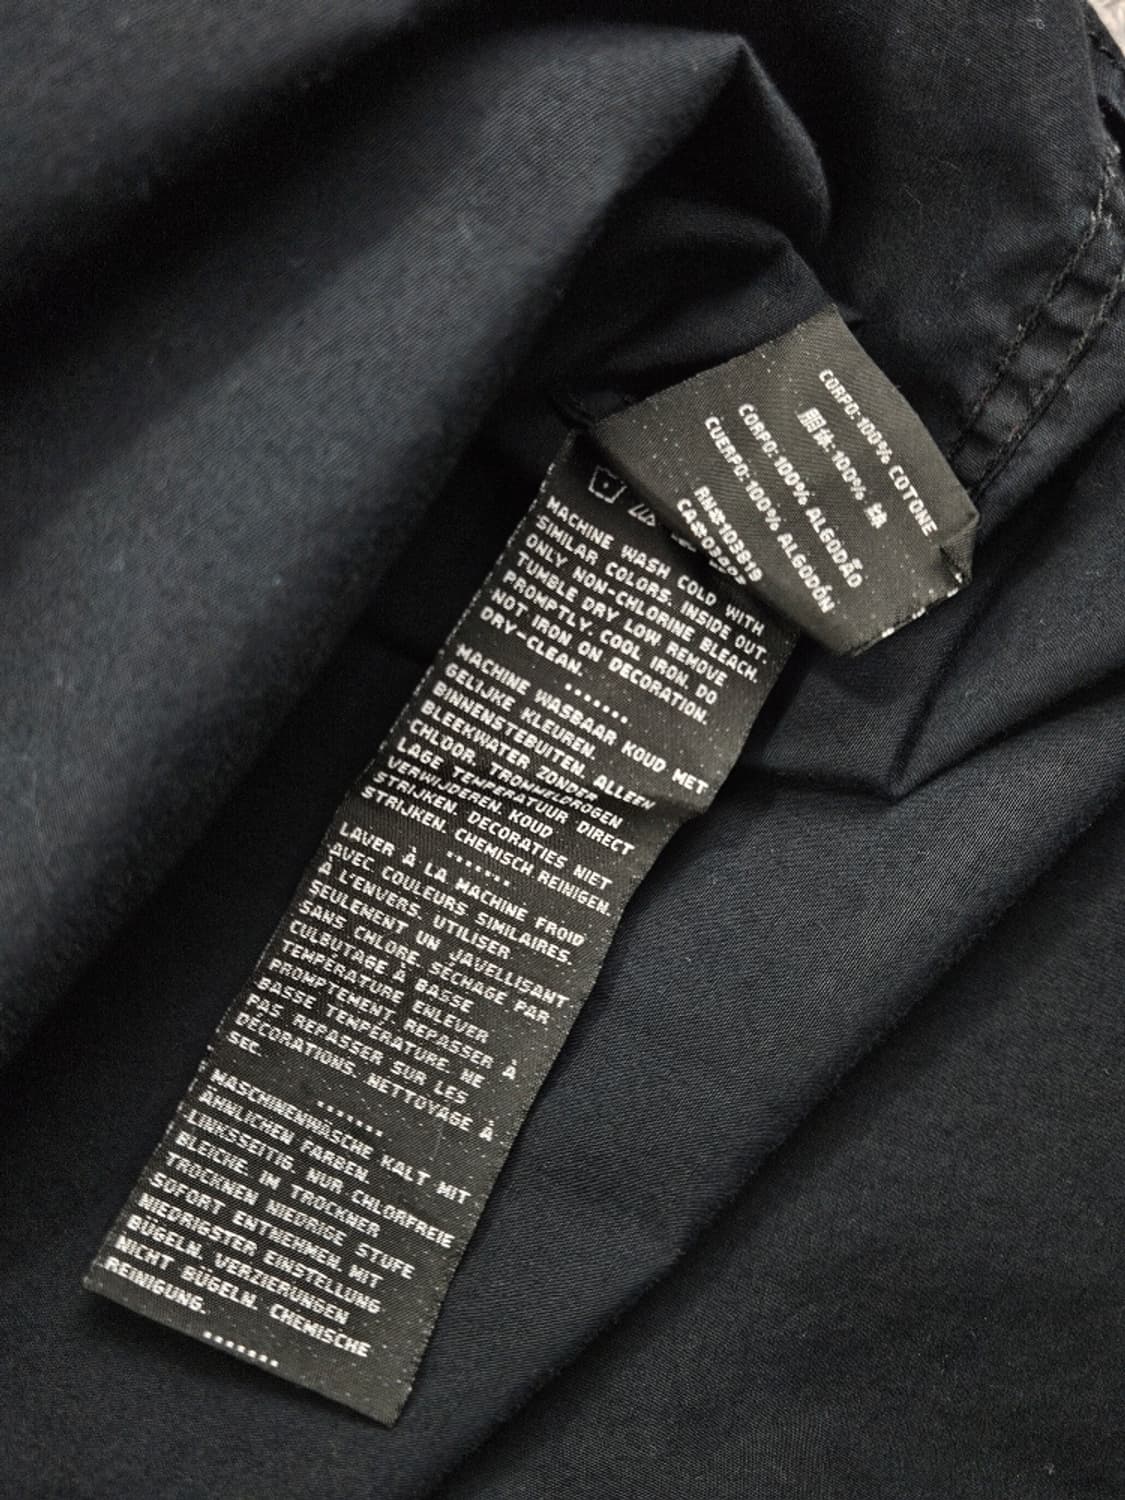 CORPO: 100% COTONE
胆体: 100% 棉
CORPO: 100% ALGODÃO
CUERPO: 100% ALGODÓN
MACHINE WASH COLD WITH
SIMILAR COLORS. INSIDE OUT.
ONLY NON-CHLORINE BLEACH.
TUMBLE DRY LOW. REMOVE
PROMPTLY. COOL IRON. DO
NOT IRON ON DECORATION.
DRY-CLEAN.
•••••••
MACHINE WASBAAR KOUD MET
GELIJKE KLEUREN.
BINNENSTEBUITEN. ALLEEN
BLEEKWATER ZONDER
CHLOOR. TROMMELDROGEN
LAGE TEMPERATUUR DIRECT
VERWIJDEREN. KOUD
STRIJKEN. DECORATIES NIET
STRIJKEN. CHEMISCH REINIGEN.
•••••••
LAVER À LA MACHINE FROID
AVEC COULEURS SIMILAIRES.
À L'ENVERS. UTILISER
SEULEMENT UN JAVELLISANT
SANS CHLORE. SÉCHAGE PAR
CULBUTAGE À BASSE
TEMPÉRATURE ENLEVER
PROMPTEMENT. REPASSER À
BASSE TEMPÉRATURE. NE
PAS REPASSER SUR LES
DÉCORATIONS. NETTOYAGE À
SEC.
•••••••
MASCHINENWÄSCHE KALT MIT
ÄHNLICHEN FARBEN.
LINKSSEITIG. NUR CHLORFREIE
BLEICHE. IM TROCKNER
TROCKNEN NIEDRIGE STUFE
SOFORT ENTNEHMEN. MIT
NIEDRIGSTER EINSTELLUNG
BÜGELN. VERZIERUNGEN
NICHT BÜGELN. CHEMISCHE
REINIGUNG.
•••••••